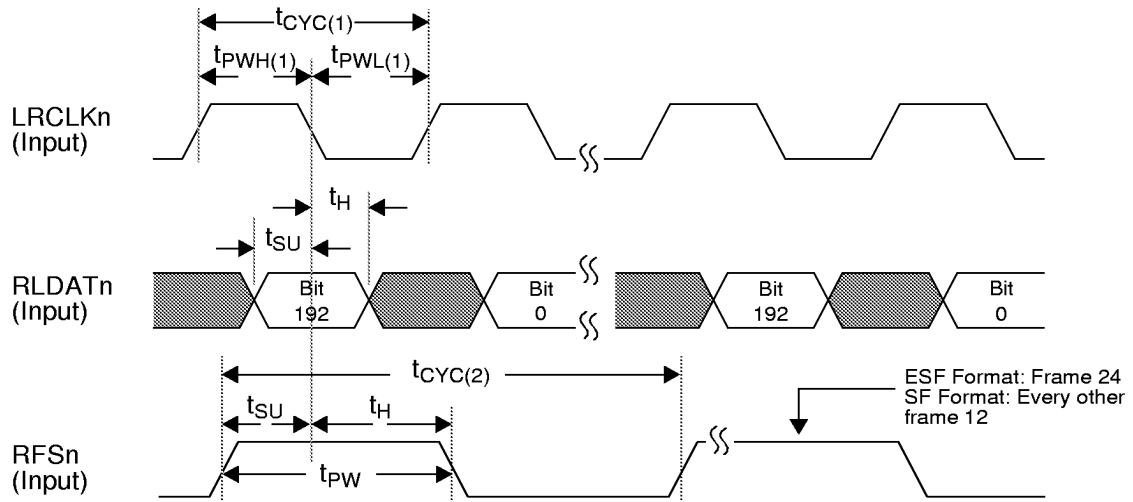 tCYC(1)
tPWH(1) tPWL(1)
LRCLKn
(Input)
tH
tSU
RLDATn
(Input)
Bit
192
Bit
0
Bit
192
Bit
0
tCYC(2)
ESF Format: Frame 24
SF Format: Every other
frame 12
tSU tH
RFSn
(Input)
tPW